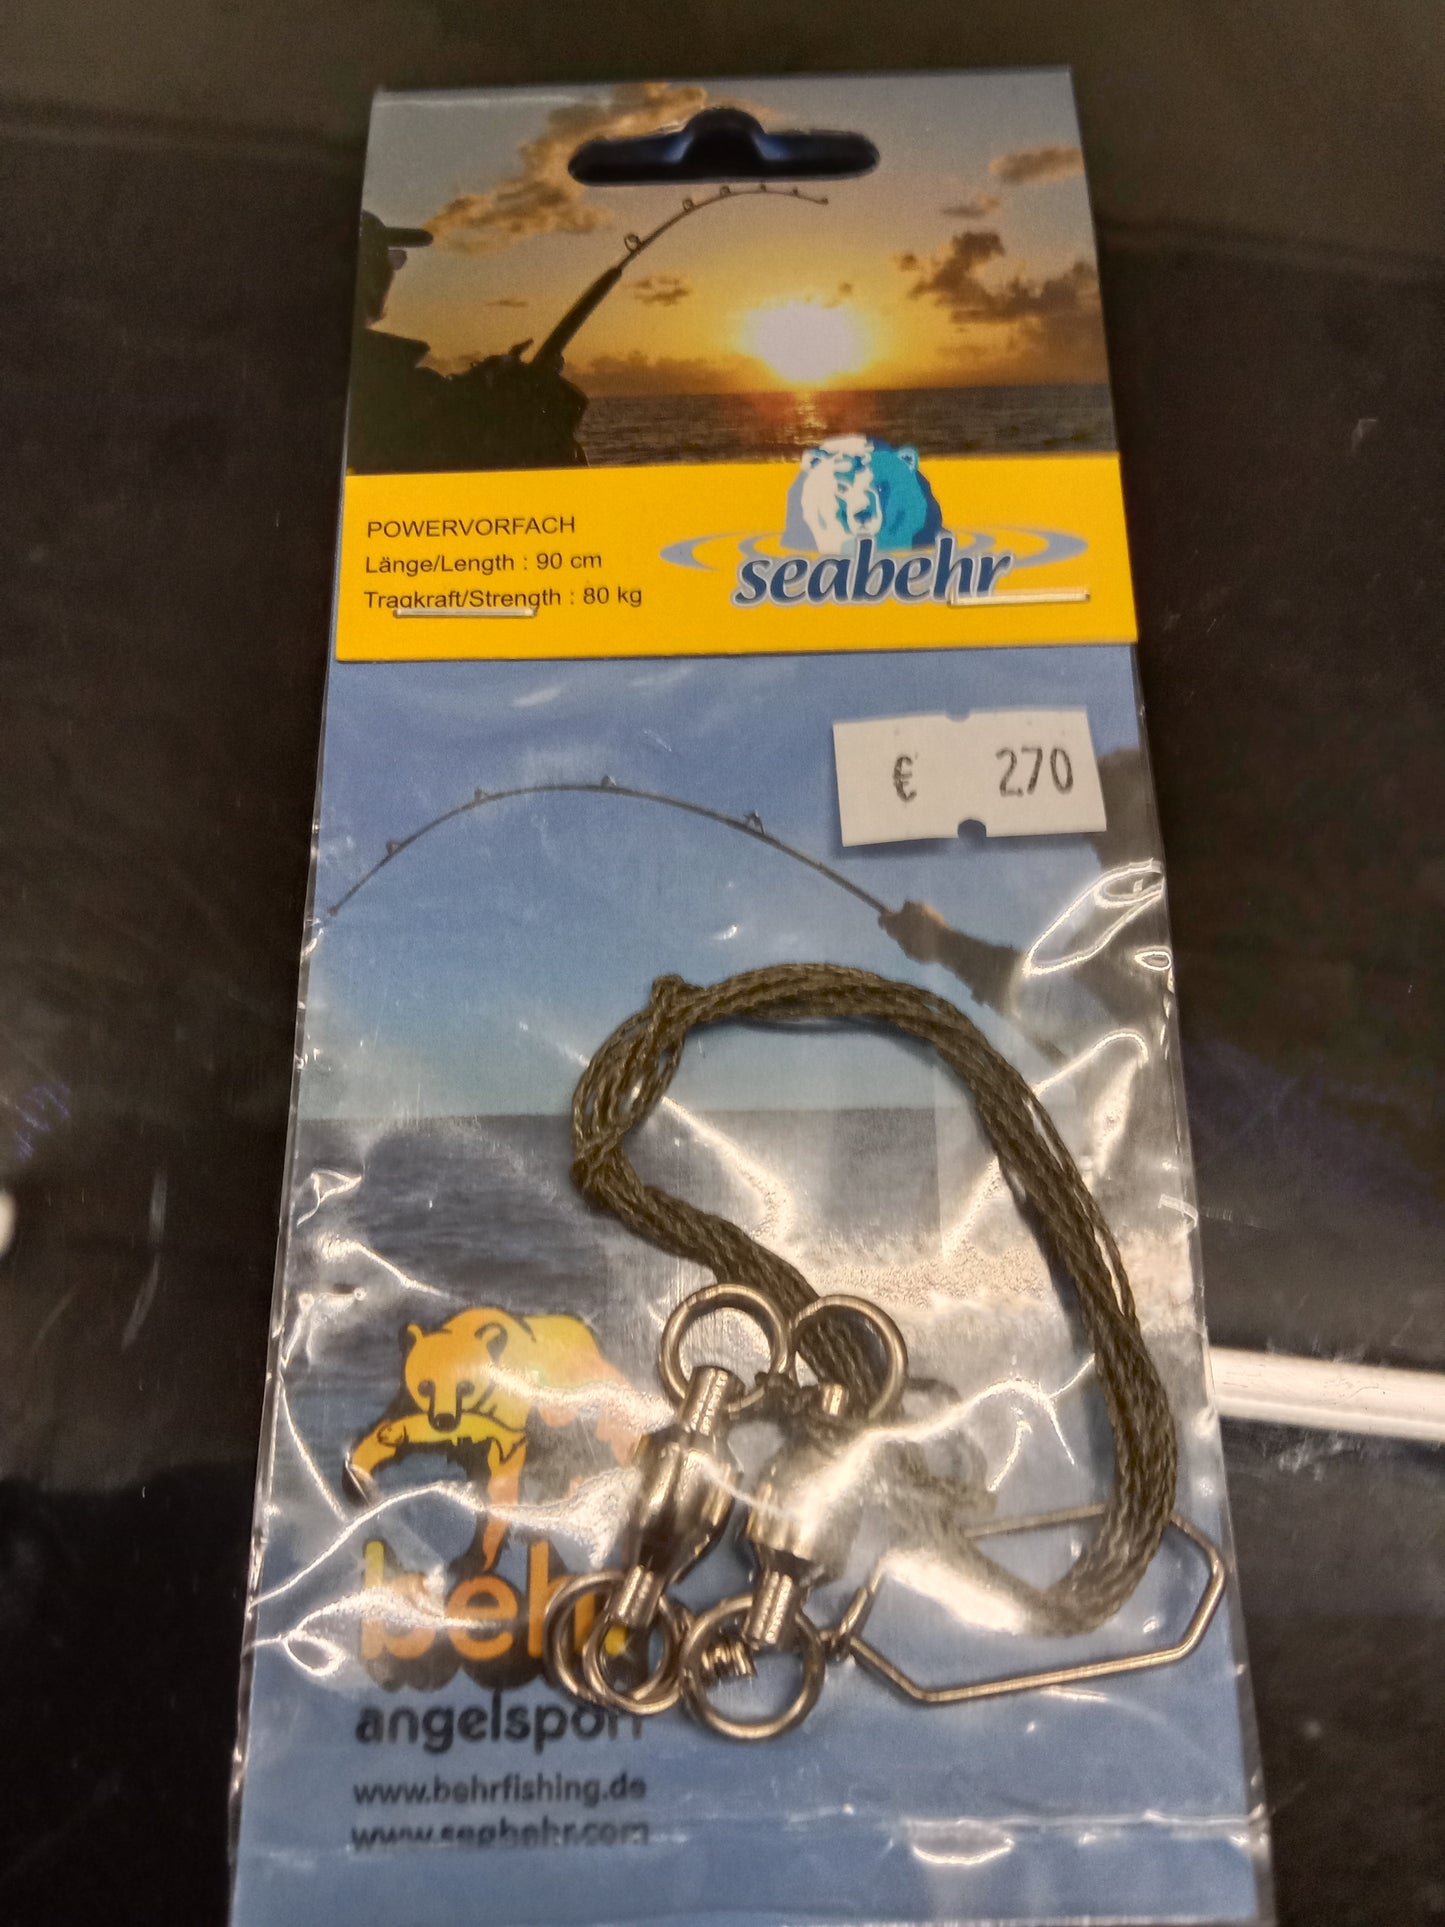 POWERVORFACH
Länge/Length : 90 cm
Tragkraft/Strength : 80 kg
seabehr
€ 2.70
behr
angelsport
www.behrfishing.de
www.seabehr.com